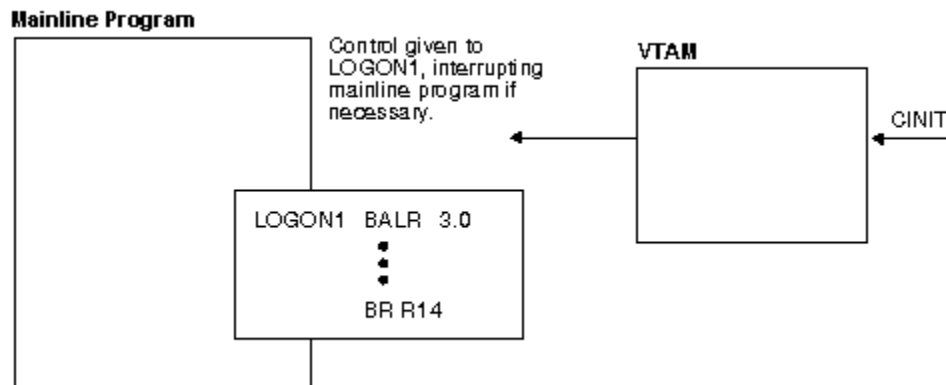 Mainline Program
Control given to
LOGON1, interrupting
mainline program if
necessary.
VTAM
CINIT
LOGON1 BALR 3.0
BR R14